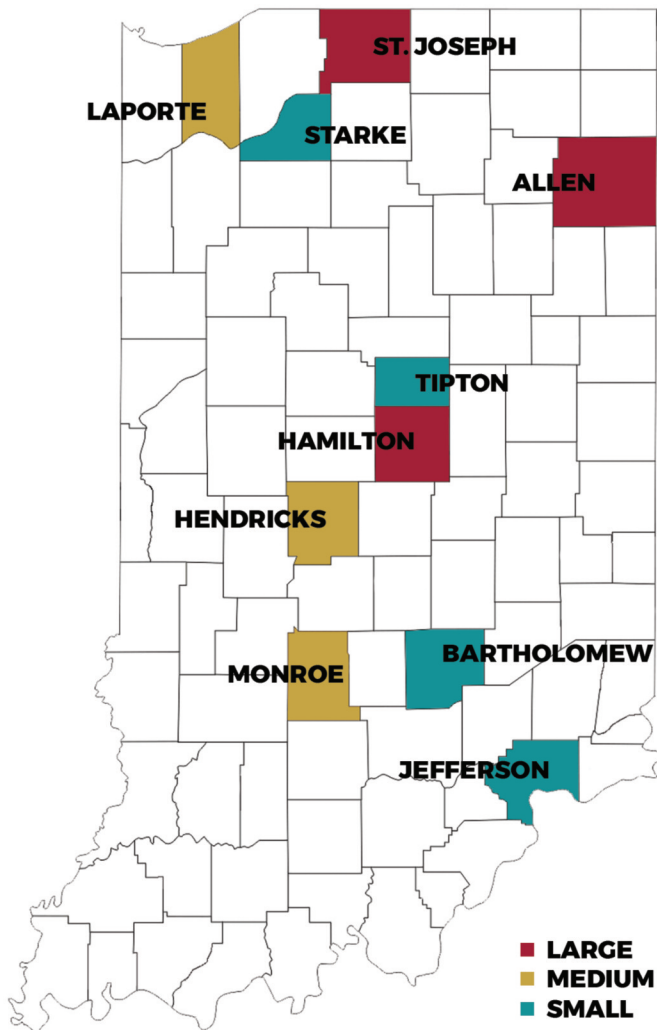 ST. JOSEPH
LAPORTE
STARKE
ALLEN
TIPTON
HAMILTON
HENDRICKS
BARTHOLOMEW
MONROE
JEFFERSON
LARGE
MEDIUM
SMALL